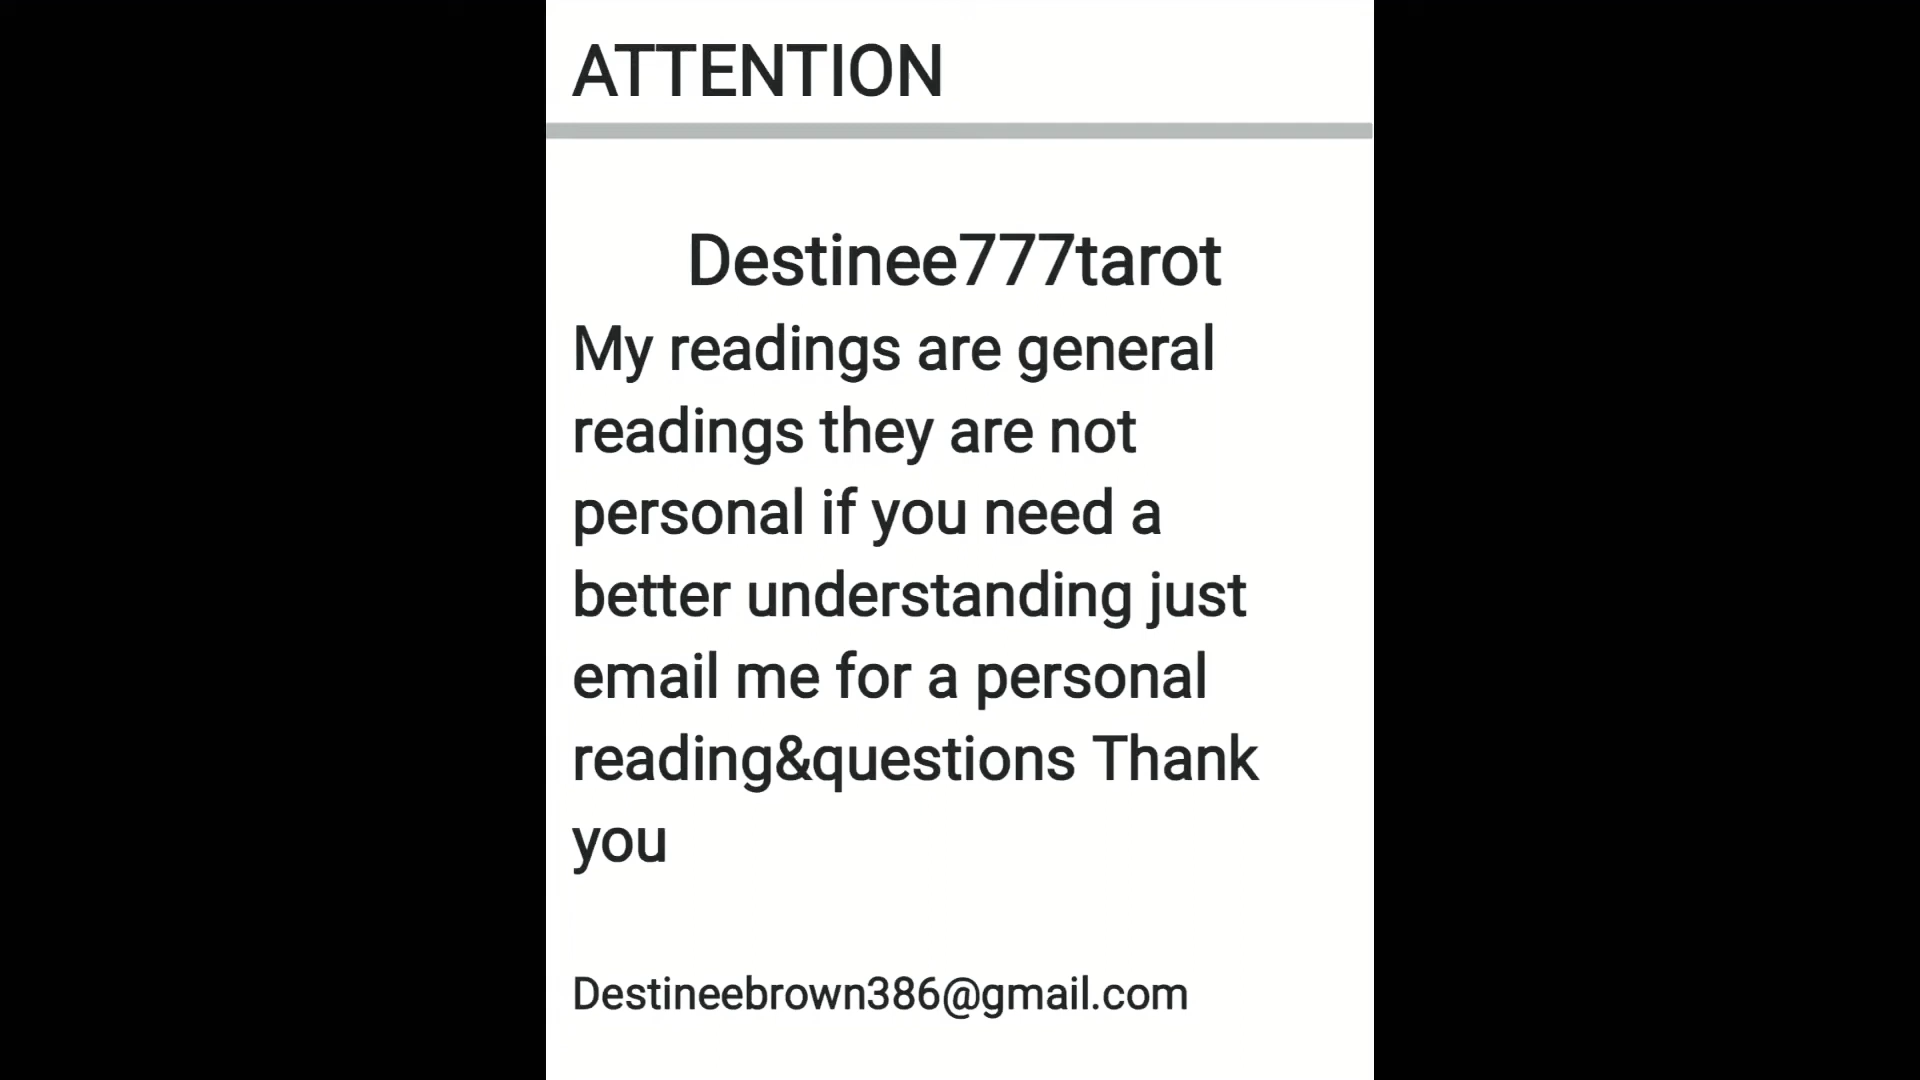 ATTENTION
Destinee777tarot
My readings are general
readings they are not
personal if you need a
better understanding just
email me for a personal
reading&questions Thank
you
Destineebrown386@gmail.com